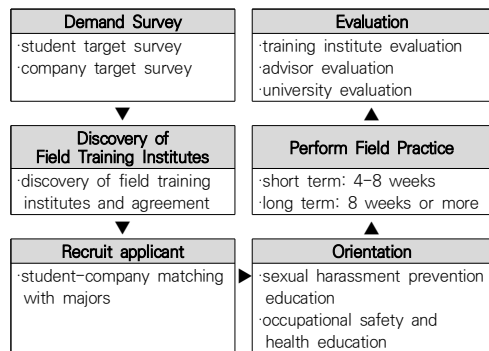 Demand Survey
·student target survey
·company target survey
▼
Discovery of
Field Training Institutes
·discovery of field training
institutes and agreement
▼
Recruit applicant
·student-company matching
with majors
▶
Orientation
·sexual harassment prevention
education
·occupational safety and
health education
▲
Perform Field Practice
·short term: 4-8 weeks
·long term: 8 weeks or more
▲
Evaluation
·training institute evaluation
·advisor evaluation
·university evaluation